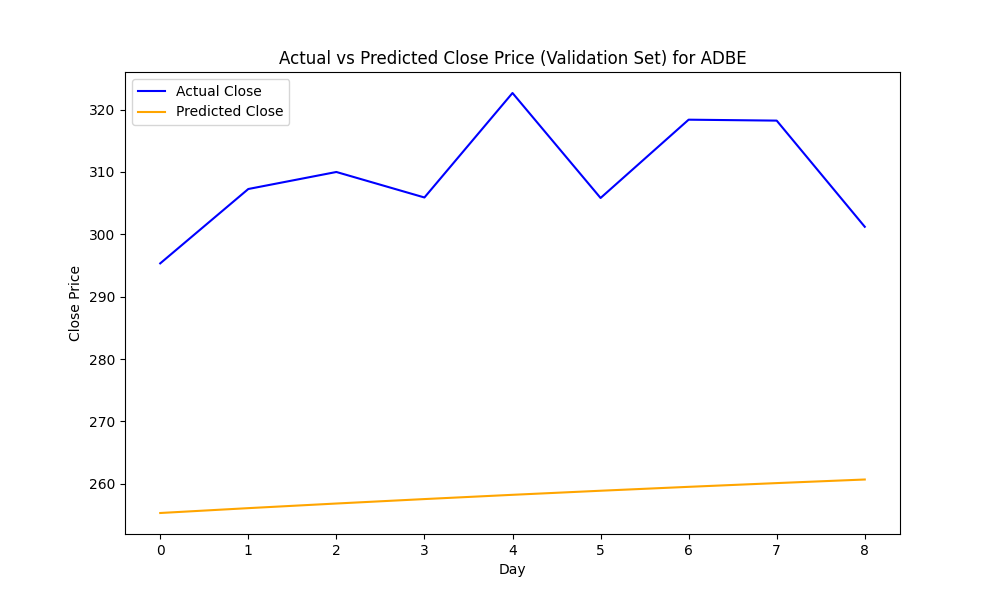 Actual vs Predicted Close Price (Validation Set) for ADBE
Actual Close
Predicted Close
320
310
300
290
280
270
260
Close Price
0 1 2 3 4 5 6 7 8
Day